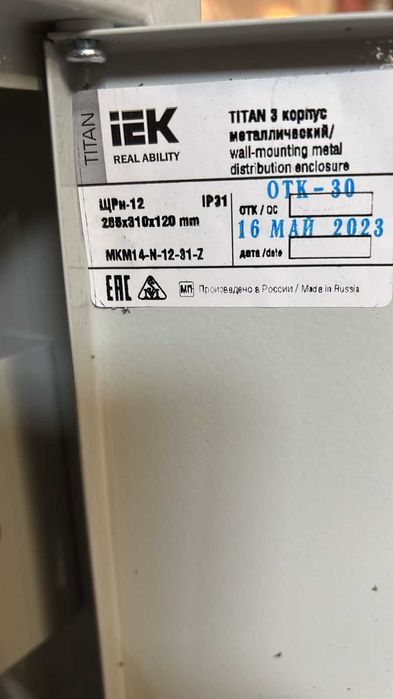 TITAN
IEK
REAL ABILITY
TITAN 3 корпус
металлический/
wall-mounting metal
distribution enclosure
ЩРн-12
IP31
265x310x120 mm
MKM14-N-12-31-Z
ОТК-30
ОТК / QC
16 МАЙ 2023
дата /date
EAC
МП Произведено в России / Made in Russia